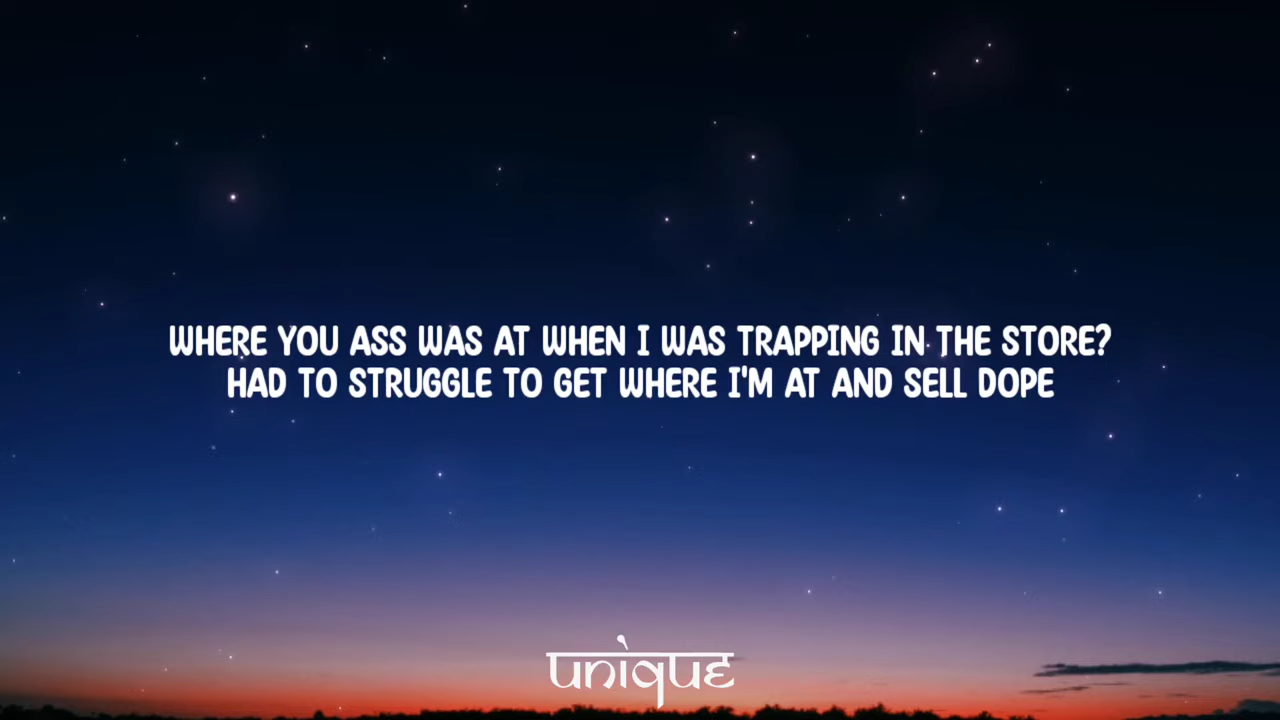 WHERE YOU ASS WAS AT WHEN I WAS TRAPPING IN THE STORE?
HAD TO STRUGGLE TO GET WHERE I'M AT AND SELL DOPE
unique